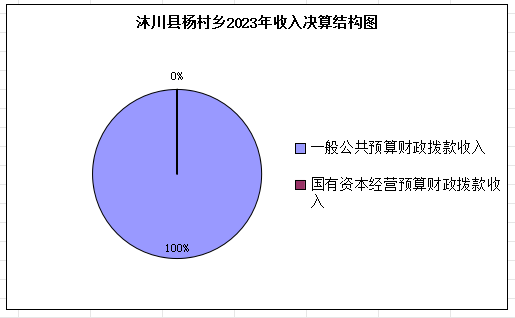 沐川县杨村乡2023年收入决算结构图
0%
100%
一般公共预算财政拨款收入
国有资本经营预算财政拨款收
入